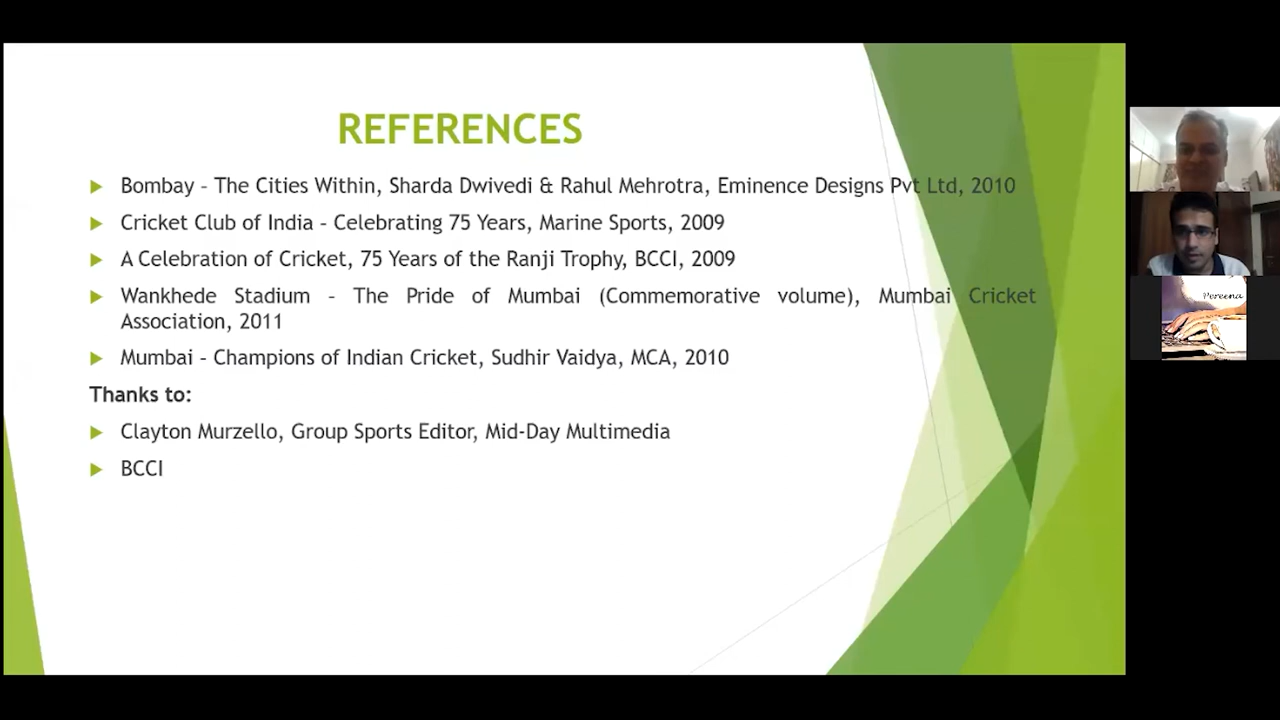 REFERENCES
Bombay – The Cities Within, Sharda Dwivedi & Rahul Mehrotra, Eminence Designs Pvt Ltd, 2010
Cricket Club of India – Celebrating 75 Years, Marine Sports, 2009
A Celebration of Cricket, 75 Years of the Ranji Trophy, BCCI, 2009
Wankhede Stadium – The Pride of Mumbai (Commemorative volume), Mumbai Cricket
Association, 2011
Mumbai – Champions of Indian Cricket, Sudhir Vaidya, MCA, 2010
Thanks to:
Clayton Murzello, Group Sports Editor, Mid-Day Multimedia
BCCI